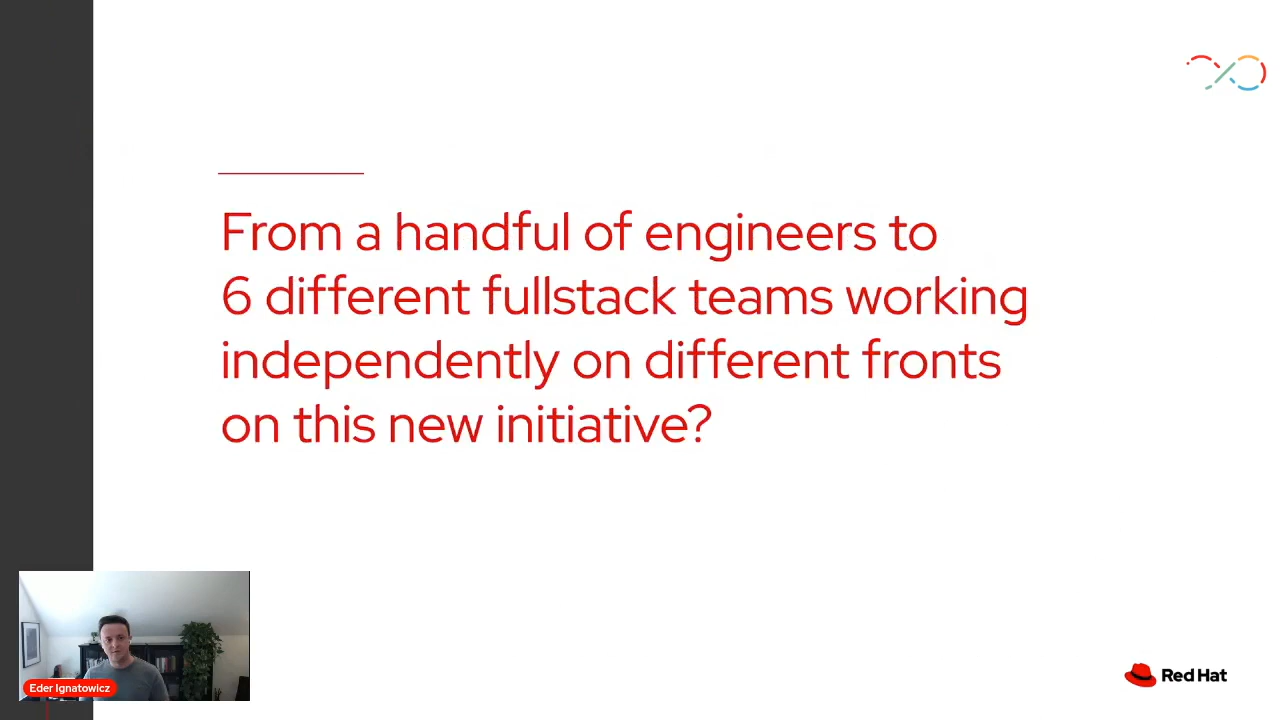 From a handful of engineers to
6 different fullstack teams working
independently on different fronts
on this new initiative?
Eder Ignatowicz
Red Hat